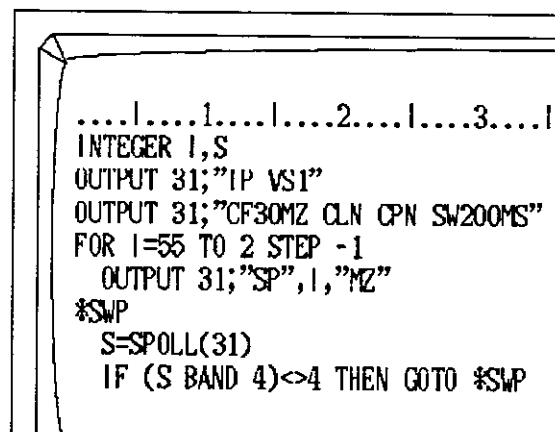 ....|....1....|....2....|....3....|
INTEGER I,S
OUTPUT 31;"IP VS1"
OUTPUT 31;"CF30MZ CLN CPN SW200MS"
FOR I=55 TO 2 STEP -1
  OUTPUT 31;"SP",I,"MZ"
*SWP
  S=SPOLL(31)
  IF (S BAND 4)<>4 THEN GOTO *SWP